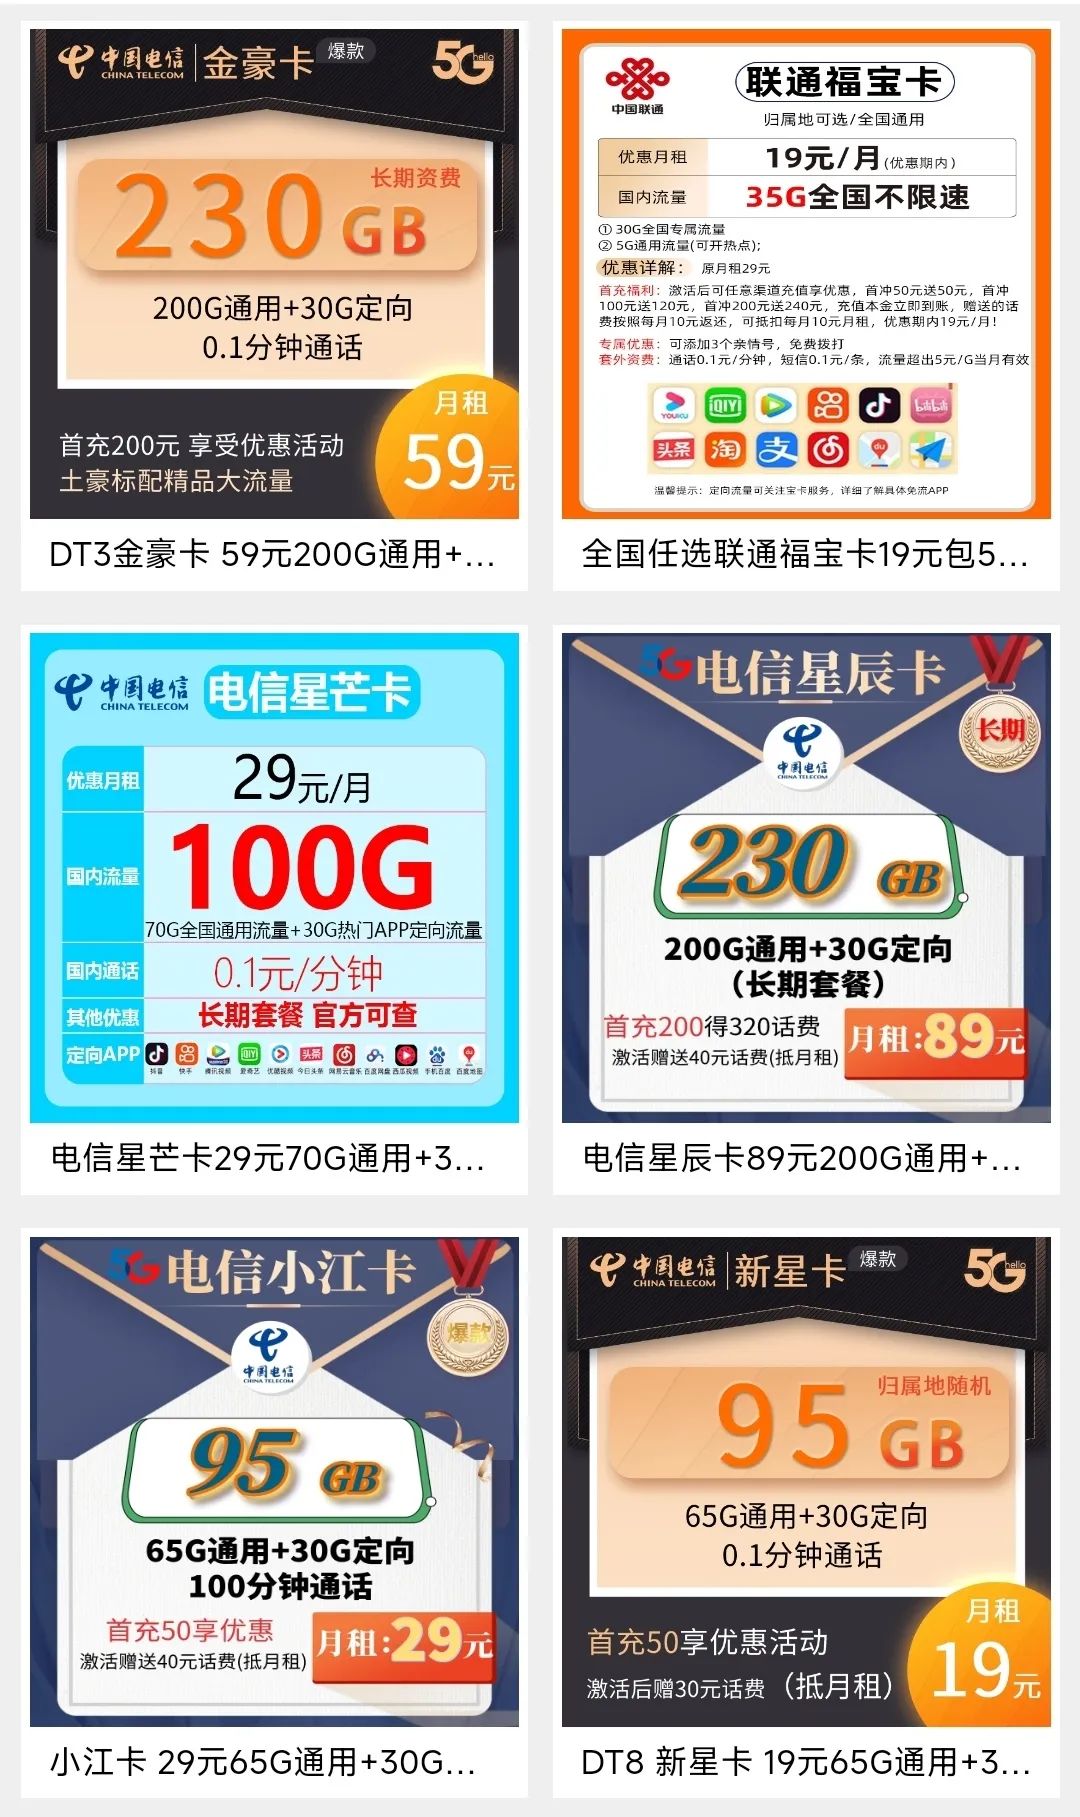 中国电信
CHINA TELECOM
金豪卡
爆款
5G
hello
长期资费
230GB
200G通用+30G定向
0.1分钟通话
首充200元 享受优惠活动
土豪标配精品大流量
月租
59元
DT3金豪卡 59元200G通用+...
中国联通
联通福宝卡
归属地可选/全国通用
优惠月租
19元/月(优惠期内)
国内流量
35G全国不限速
① 30G全国专属流量
② 5G通用流量(可开热点);
优惠详解： 原月租29元
首充福利：激活后可任意渠道充值享优惠，首冲50元送50元，首冲
100元送120元，首冲200元送240元，充值本金立即到账，赠送的话
费按照每月10元返还，可抵扣每月10元月租，优惠期内19元/月！
专属优惠：可添加3个亲情号，免费拨打
套外资费：通话0.1元/分钟，短信0.1元/条，流量超出5元/G当月有效
YOUKU
iQIYI
bilibili
头条
淘
支
du
温馨提示：定向流量可关注宝卡服务，详细了解具体免流APP
全国任选联通福宝卡19元包5...
中国电信
CHINA TELECOM
电信星芒卡
优惠月租
29元/月
国内流量
100G
70G全国通用流量+30G热门APP定向流量
国内通话
0.1元/分钟
其他优惠
长期套餐 官方可查
定向APP
iQIYI
头条
du
抖音 快手 腾讯视频 爱奇艺 优酷视频 今日头条 网易云音乐 百度网盘 西瓜视频 手机百度 百度地图
电信星芒卡29元70G通用+3...
5G电信星辰卡
长期
中国电信
CHINA TELECOM
230 GB
200G通用+30G定向
（长期套餐）
首充200得320话费
激活赠送40元话费(抵月租)
月租:89元
电信星辰卡89元200G通用+...
5G电信小江卡
爆款
中国电信
CHINA TELECOM
95 GB
65G通用+30G定向
100分钟通话
首充50享优惠
激活赠送40元话费(抵月租)
月租:29元
小江卡 29元65G通用+30G...
中国电信
CHINA TELECOM
新星卡
爆款
5G
hello
归属地随机
95GB
65G通用+30G定向
0.1分钟通话
首充50享优惠活动
激活后赠30元话费（抵月租）
月租
19元
DT8 新星卡 19元65G通用+3...